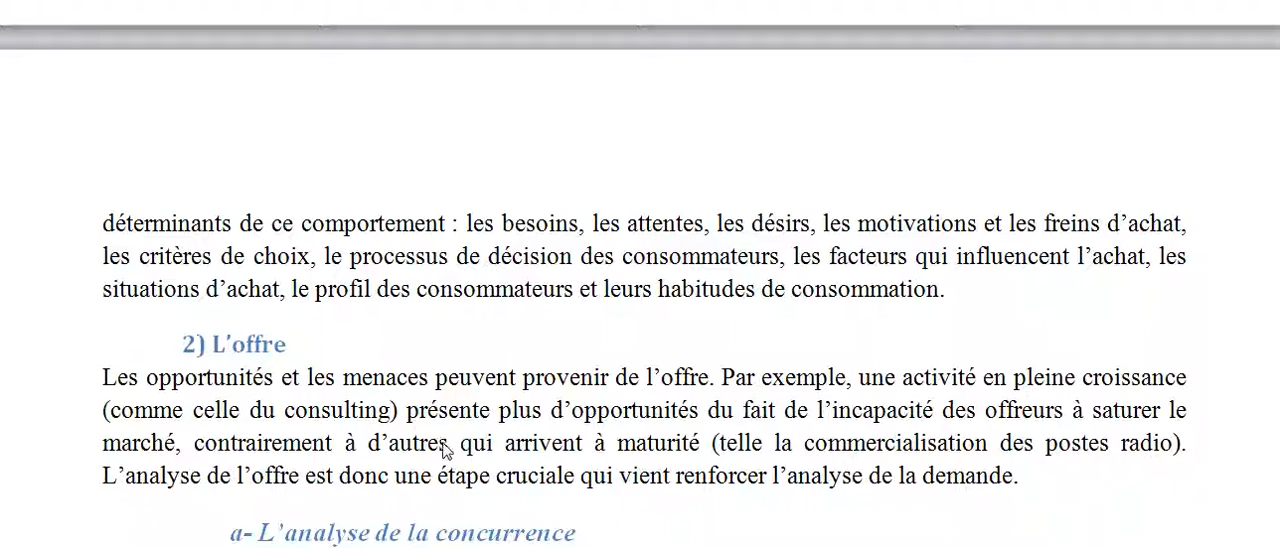 déterminants de ce comportement : les besoins, les attentes, les désirs, les motivations et les freins d’achat,
les critères de choix, le processus de décision des consommateurs, les facteurs qui influencent l’achat, les
situations d’achat, le profil des consommateurs et leurs habitudes de consommation.
2) L’offre
Les opportunités et les menaces peuvent provenir de l’offre. Par exemple, une activité en pleine croissance
(comme celle du consulting) présente plus d’opportunités du fait de l’incapacité des offreurs à saturer le
marché, contrairement à d’autres qui arrivent à maturité (telle la commercialisation des postes radio).
L’analyse de l’offre est donc une étape cruciale qui vient renforcer l’analyse de la demande.
a- L’analyse de la concurrence